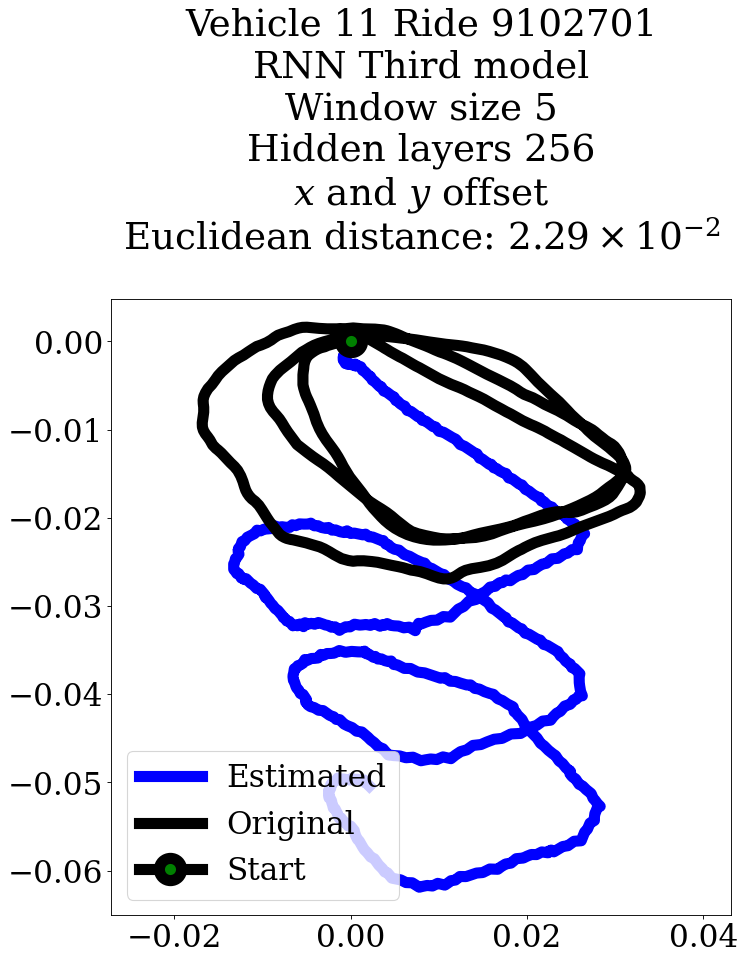 Vehicle 11 Ride 9102701
RNN Third model
Window size 5
Hidden layers 256
x and y offset
Euclidean distance: 2.29 × 10⁻²
0.00
−0.01
−0.02
−0.03
−0.04
−0.05
−0.06
Estimated
Original
Start
−0.02 0.00 0.02 0.04